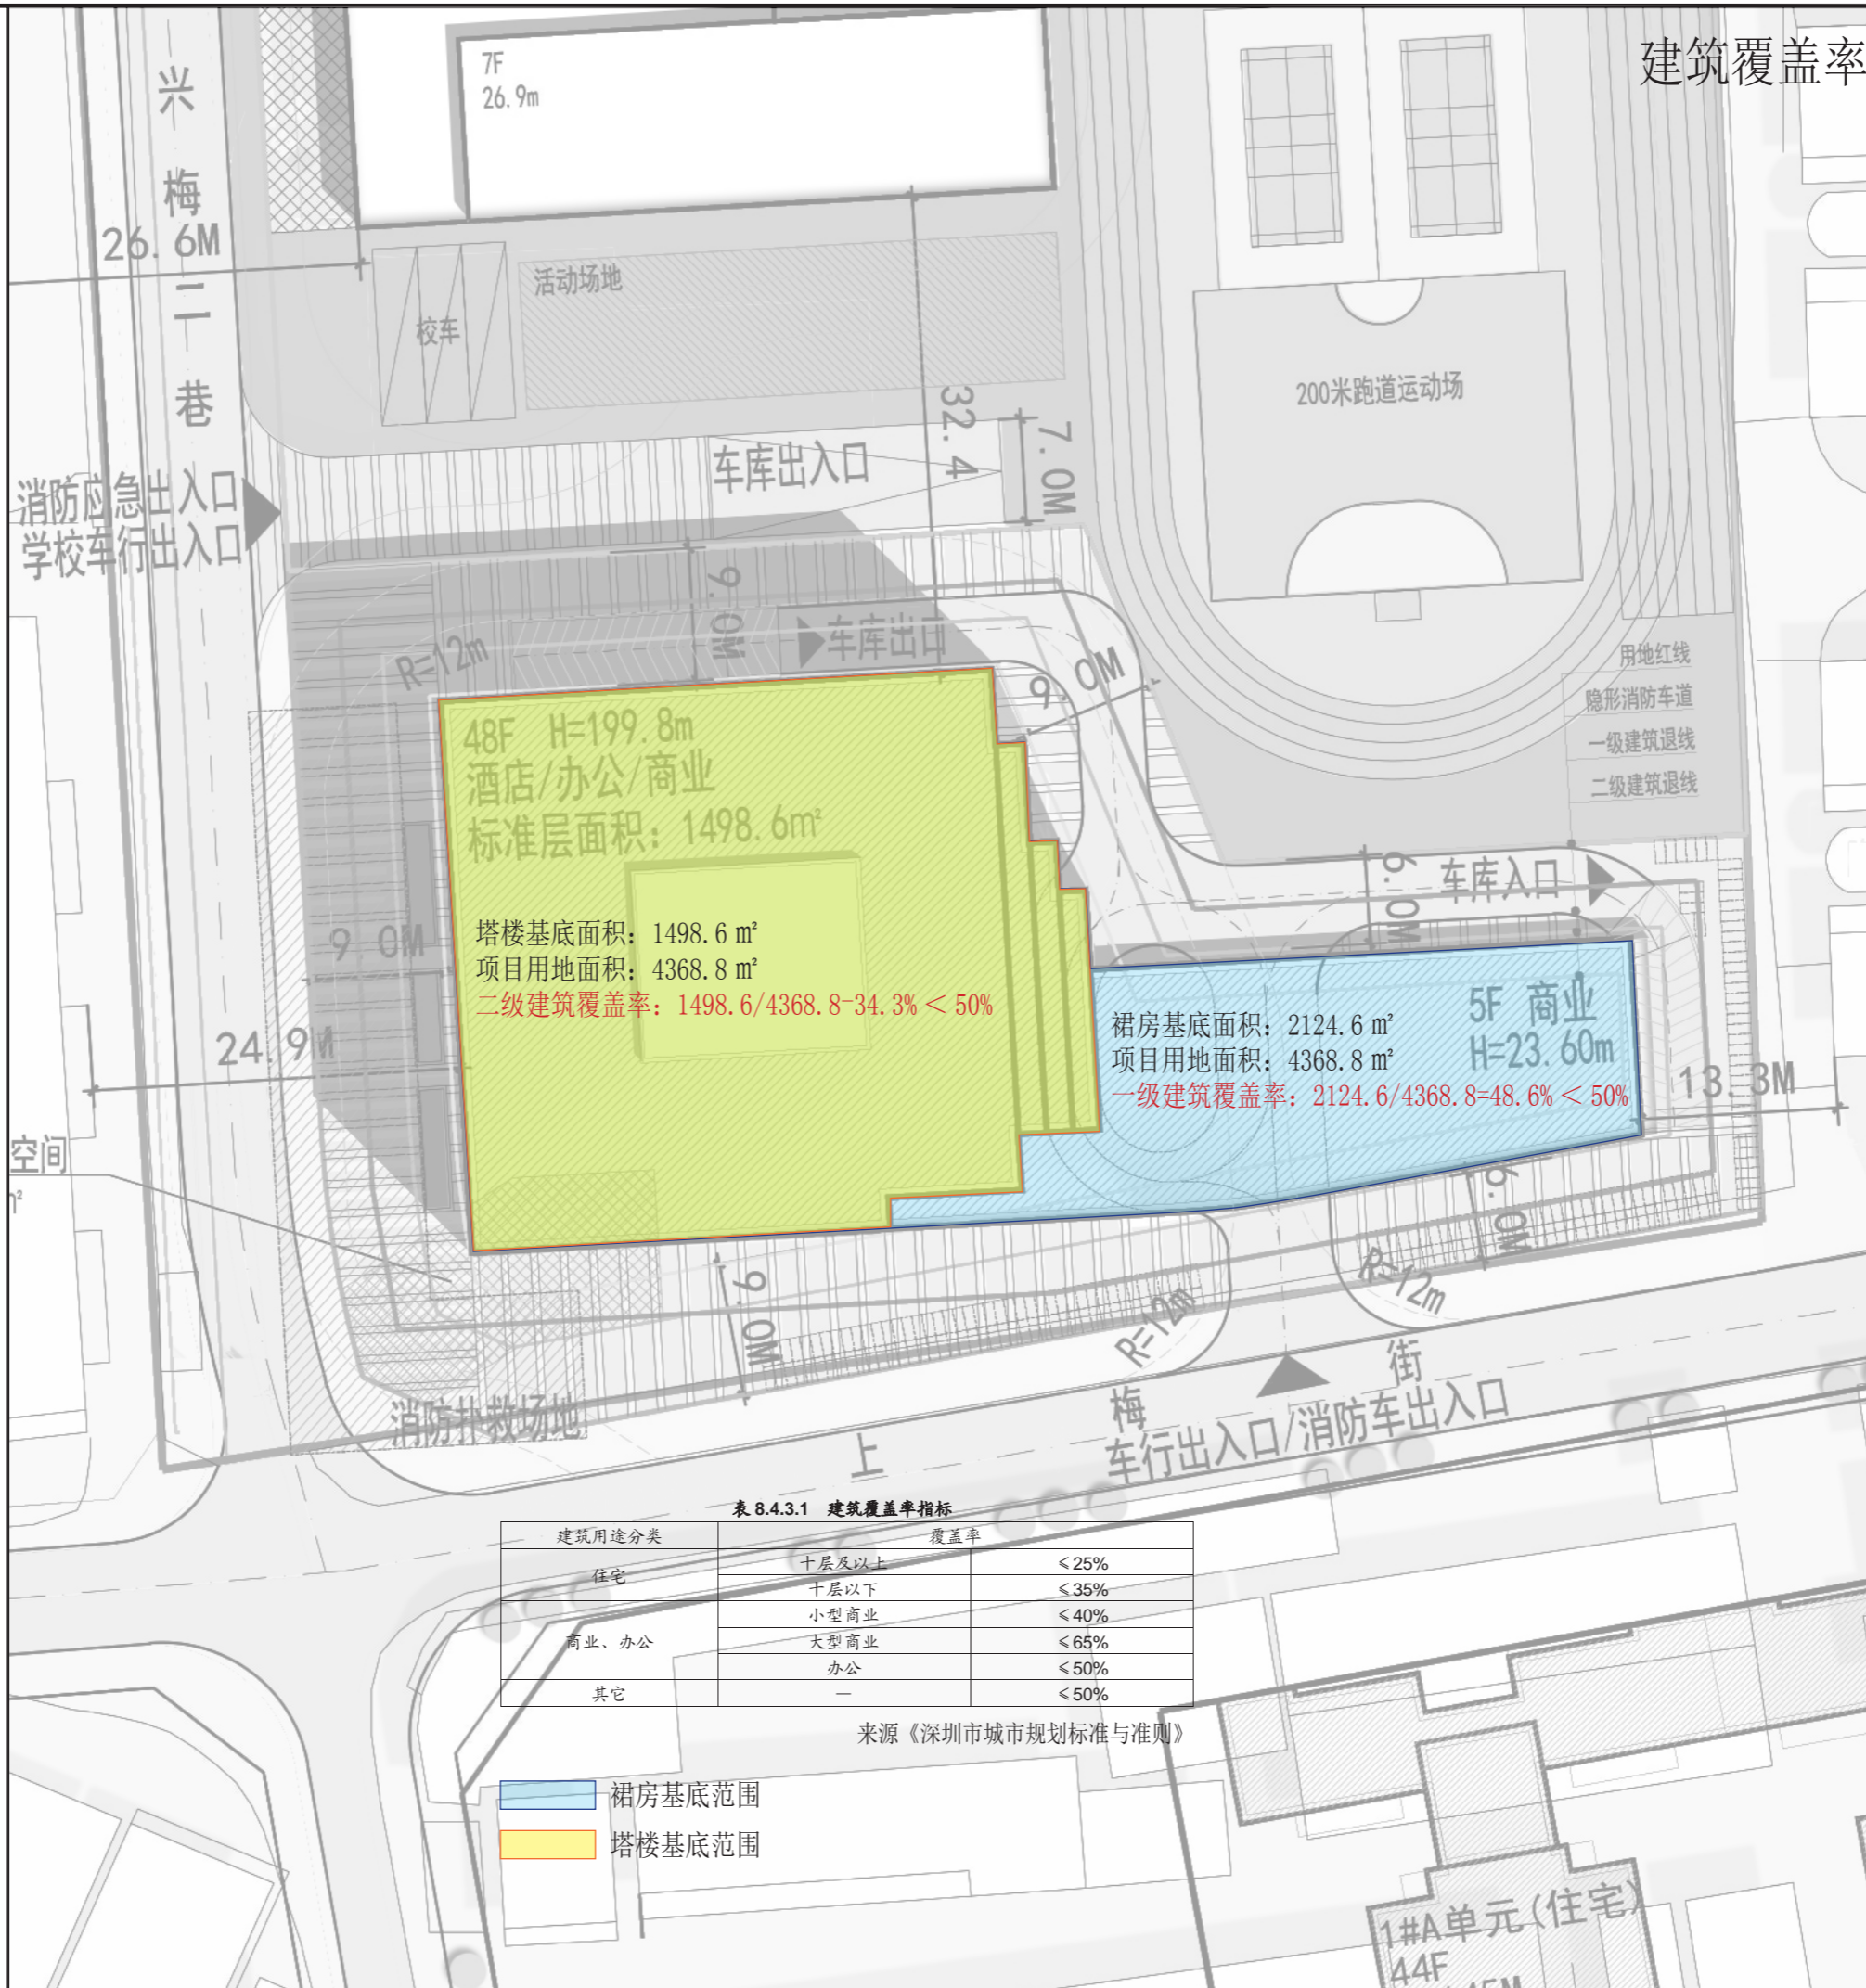 建筑覆盖率
7F
26.9m
兴
梅
二
巷
26.6M
校车
活动场地
200米跑道运动场
32.4
7.0M
车库出入口
消防应急出入口
学校车行出入口
9.0M
车库出口
R=12m
9.0M
用地红线
隐形消防车道
一级建筑退线
二级建筑退线
48F H=199.8m
酒店/办公/商业
标准层面积：1498.6m²
6.0M
车库入口
9.0M
塔楼基底面积：1498.6 m²
项目用地面积：4368.8 m²
二级建筑覆盖率：1498.6/4368.8=34.3%＜50%
5F 商业
H=23.60m
裙房基底面积：2124.6 m²
项目用地面积：4368.8 m²
一级建筑覆盖率：2124.6/4368.8=48.6%＜50%
24.9M
13.3M
空间
m²
6.0M
9.0M
R=12m
R=12m
消防扑救场地
上
梅
街
车行出入口/消防车出入口
表 8.4.3.1 建筑覆盖率指标
建筑用途分类 覆盖率
住宅 十层及以上 ≤25%
十层以下 ≤35%
商业、办公 小型商业 ≤40%
大型商业 ≤65%
办公 ≤50%
其它 — ≤50%
来源《深圳市城市规划标准与准则》
裙房基底范围
塔楼基底范围
1#A单元(住宅)
44F